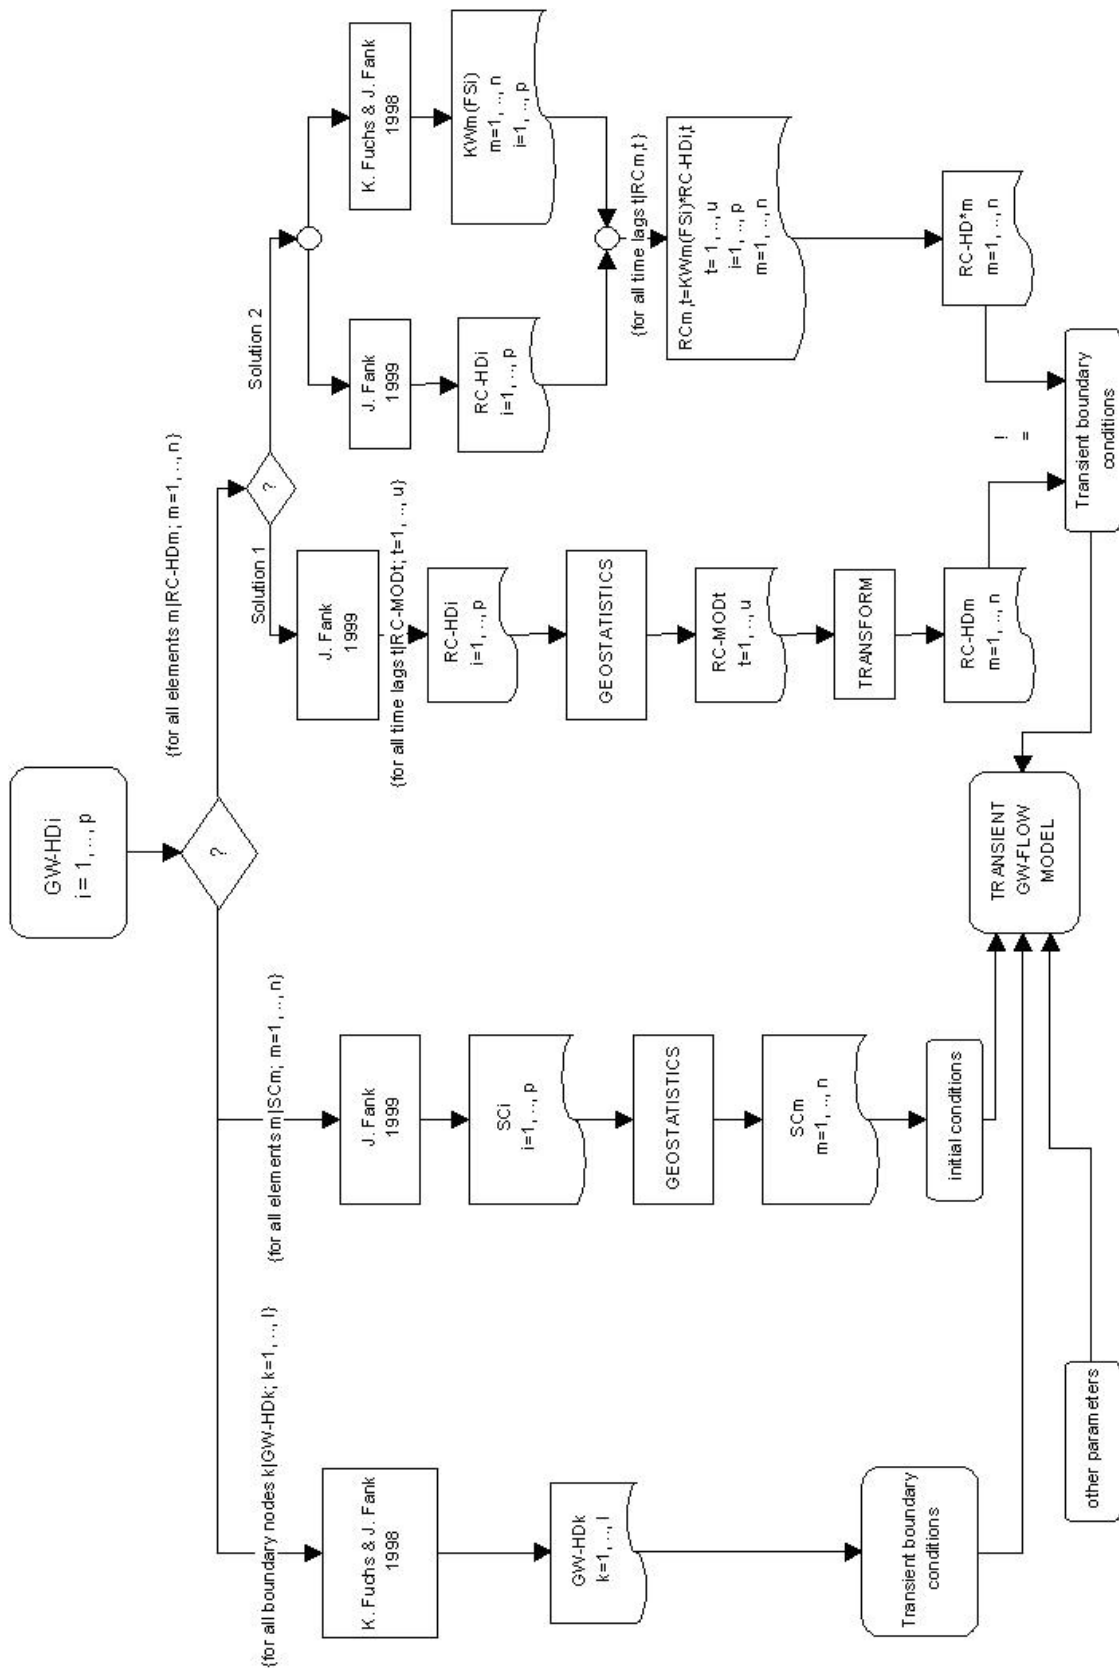 GW-HDi
i = 1, .., p
?
{for all boundary nodes k|GW-HDk; k=1, .., l}
K. Fuchs & J. Fank
1998
GW-HDk
k=1, .., l
Transient boundary
conditions
other parameters
{for all elements m|SCm; m=1, .., n}
J. Fank
1999
SCi
i=1, .., p
GEOSTATISTICS
SCm
m=1, .., n
initial conditions
TRANSIENT
GW-FLOW
MODEL
{for all elements m|RC-HDm; m=1, .., n}
?
Solution 1
J. Fank
1999
{for all time lags t|RC-MODt; t=1, .., u}
RC-HDi
i=1, .., p
GEOSTATISTICS
RC-MODt
t=1, .., u
TRANSFORM
RC-HDm
m=1, .., n
Solution 2
J. Fank
1999
RC-HDi
i=1, .., p
K. Fuchs & J. Fank
1998
KWm(FSi)
m=1, .., n
i=1, .., p
{for all time lags t|RCm,t }
RCm,t=KWm(FSi)*RC-HDi,t
t= 1, .., u
i=1, .., p
m=1, .., n
RC-HD*m
m=1, .., n
!
=
Transient boundary
conditions